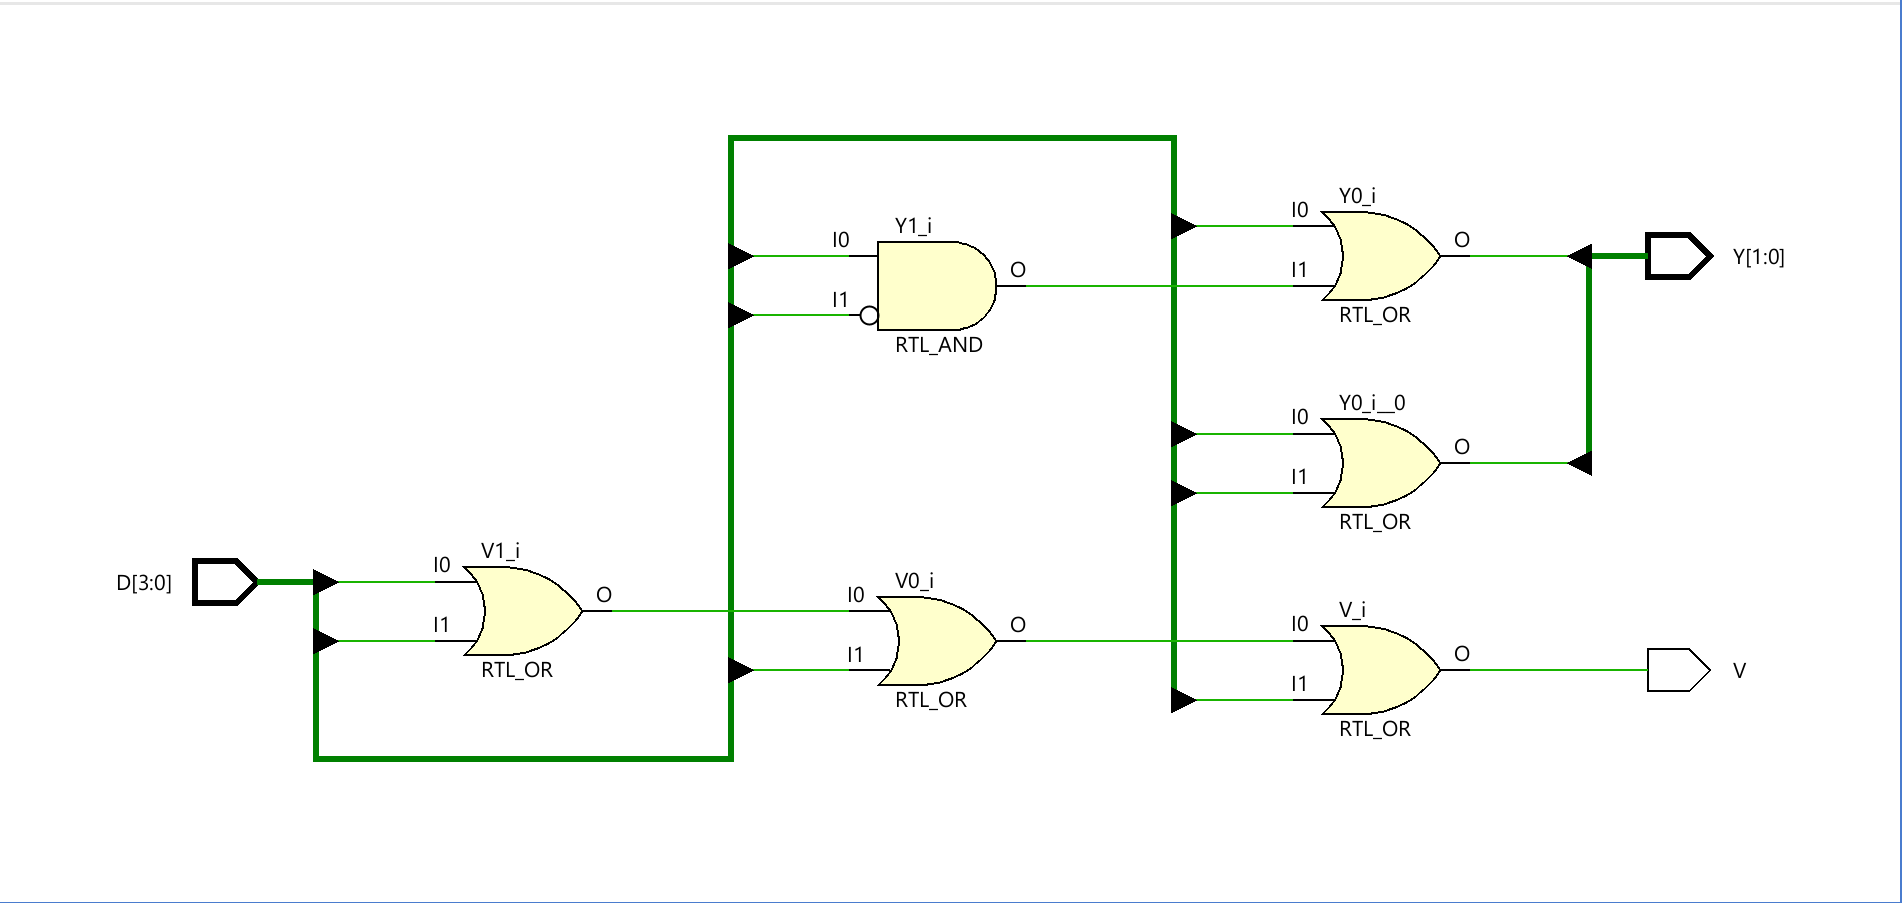 Y0_i
I0
O
I1
RTL_OR
Y[1:0]
Y1_i
I0
O
I1
RTL_AND
Y0_i__0
I0
O
I1
RTL_OR
D[3:0]
V1_i
I0
O
I1
RTL_OR
V0_i
I0
O
I1
RTL_OR
V_i
I0
O
I1
RTL_OR
V